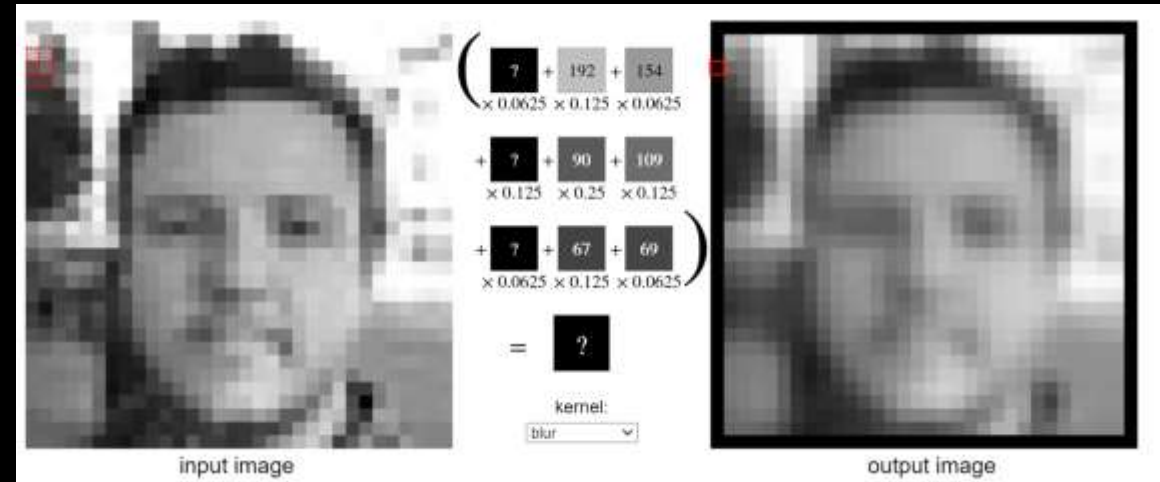 ( ? + 192 + 154
× 0.0625 × 0.125 × 0.0625
+ ? + 90 + 109
× 0.125 × 0.25 × 0.125
+ ? + 67 + 69 )
× 0.0625 × 0.125 × 0.0625
= ?
kernel:
blur
input image
output image